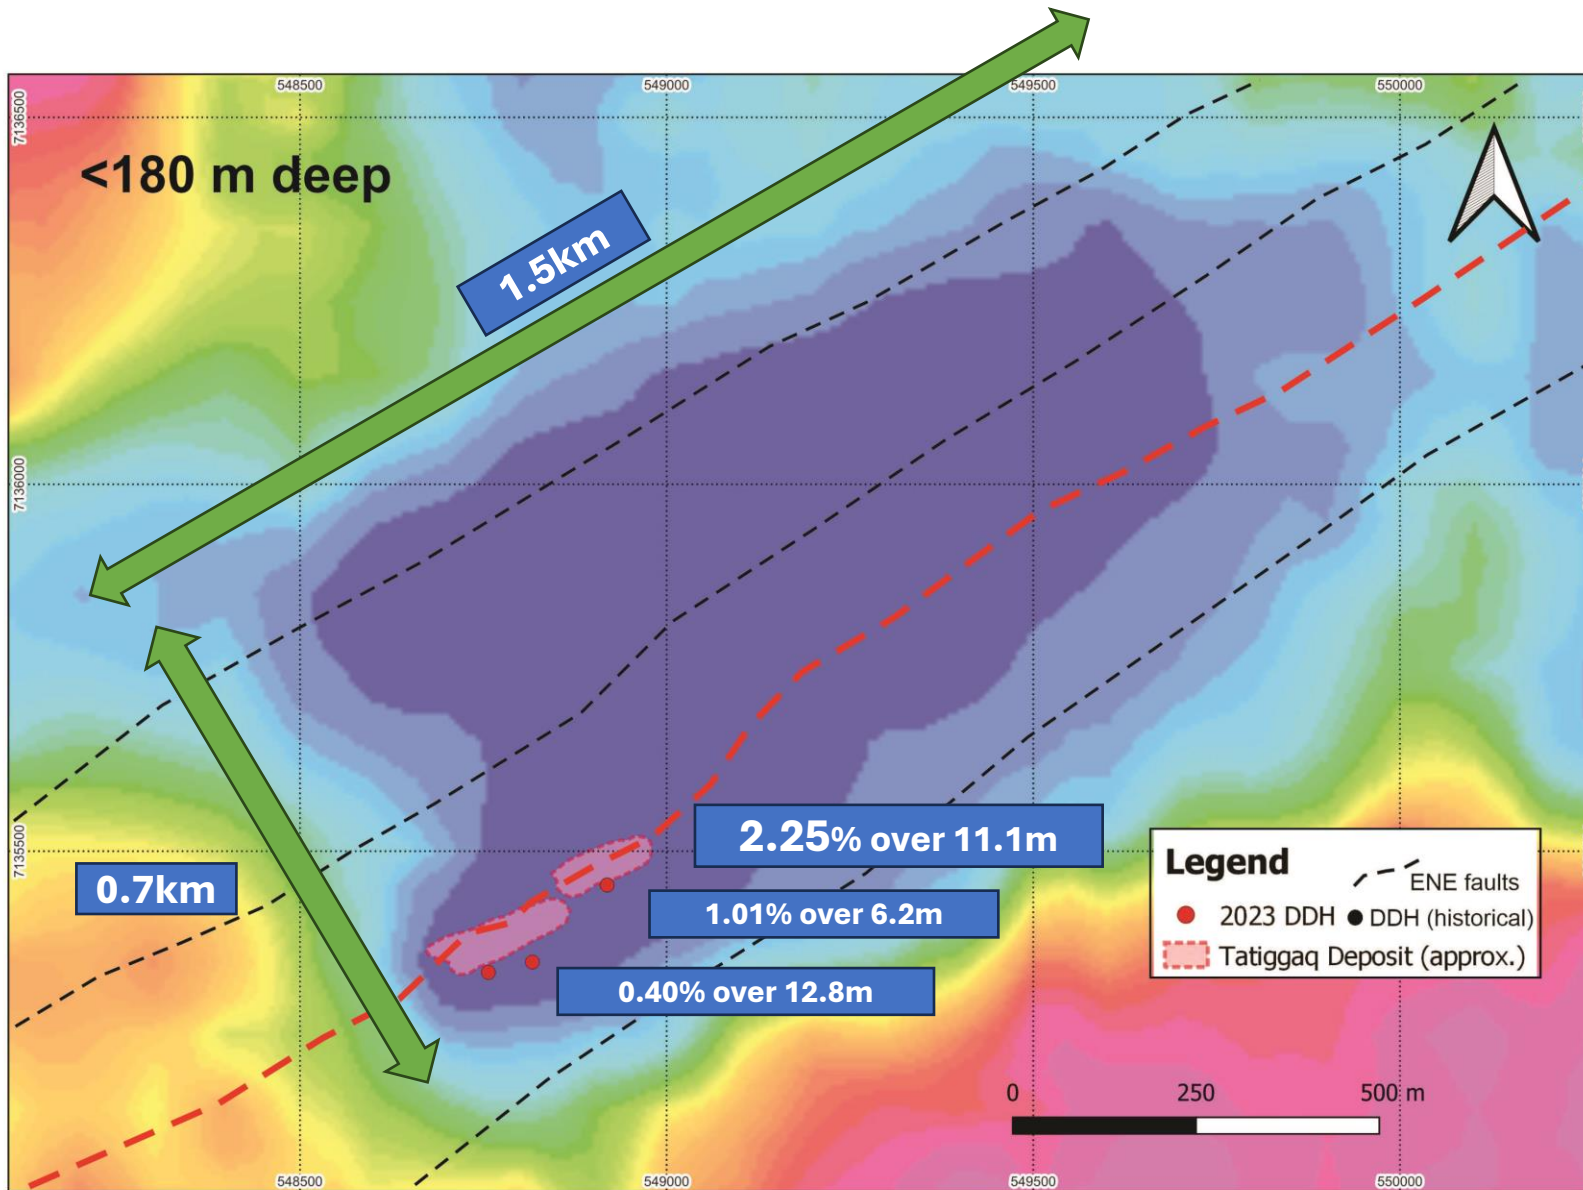 548500
549000
549500
550000
7136500
<180 m deep
1.5km
7136000
7135500
2.25% over 11.1m
0.7km
1.01% over 6.2m
0.40% over 12.8m
Legend
ENE faults
2023 DDH
DDH (historical)
Tatiggaq Deposit (approx.)
0
250
500 m
548500
549000
549500
550000